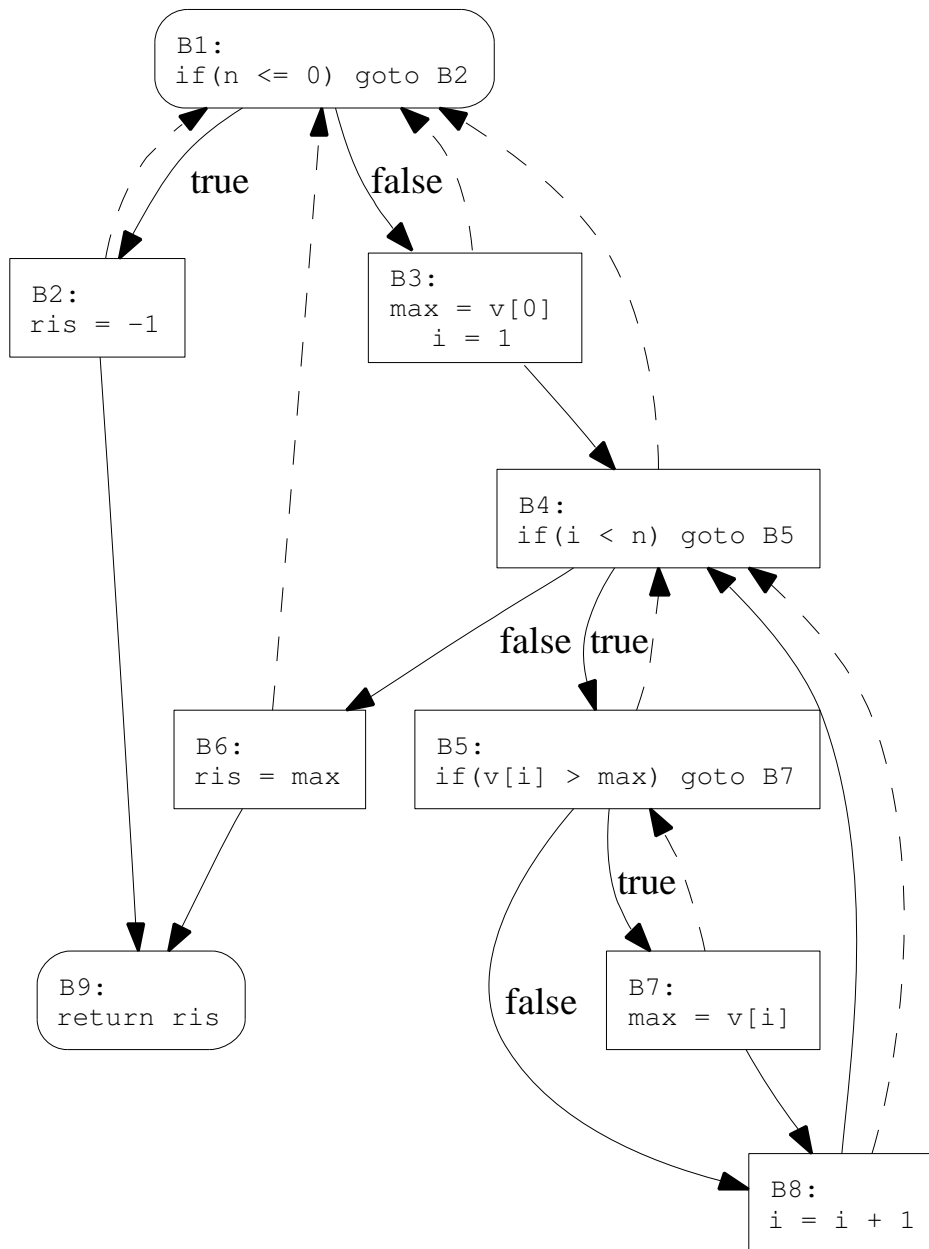 B1:
if(n <= 0) goto B2
true
false
B2:
ris = −1
B3:
max = v[0]
i = 1
B4:
if(i < n) goto B5
false
true
B6:
ris = max
B5:
if(v[i] > max) goto B7
true
false
B9:
return ris
B7:
max = v[i]
B8:
i = i + 1